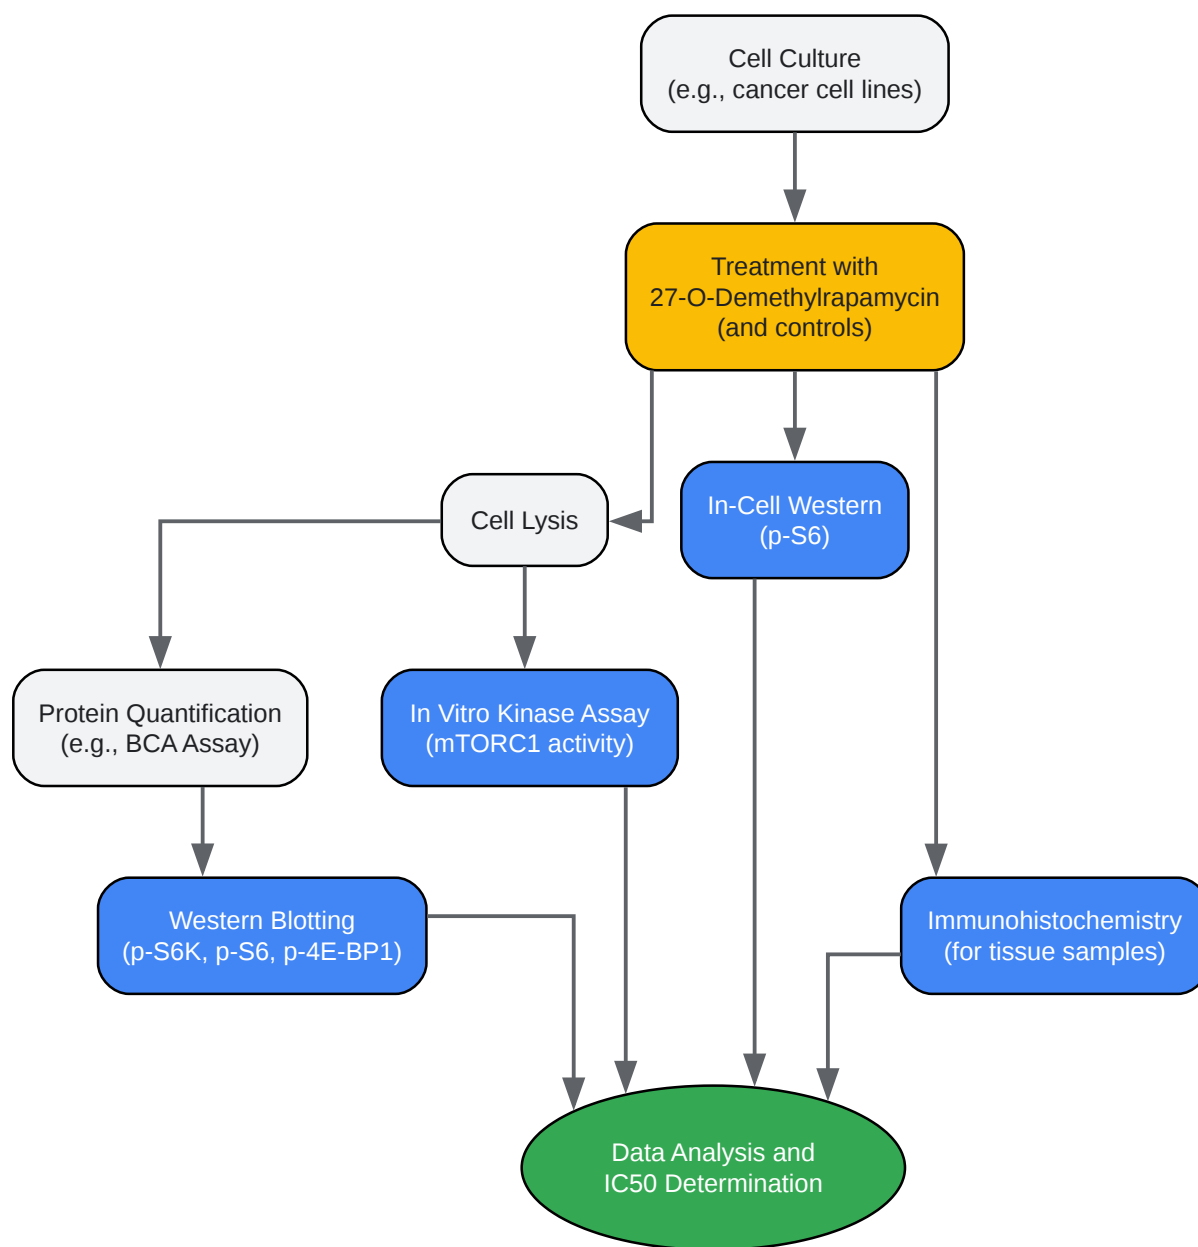 Cell Culture
(e.g., cancer cell lines)
Treatment with
27-O-Demethylrapamycin
(and controls)
Cell Lysis
In-Cell Western
(p-S6)
Protein Quantification
(e.g., BCA Assay)
In Vitro Kinase Assay
(mTORC1 activity)
Western Blotting
(p-S6K, p-S6, p-4E-BP1)
Immunohistochemistry
(for tissue samples)
Data Analysis and
IC50 Determination